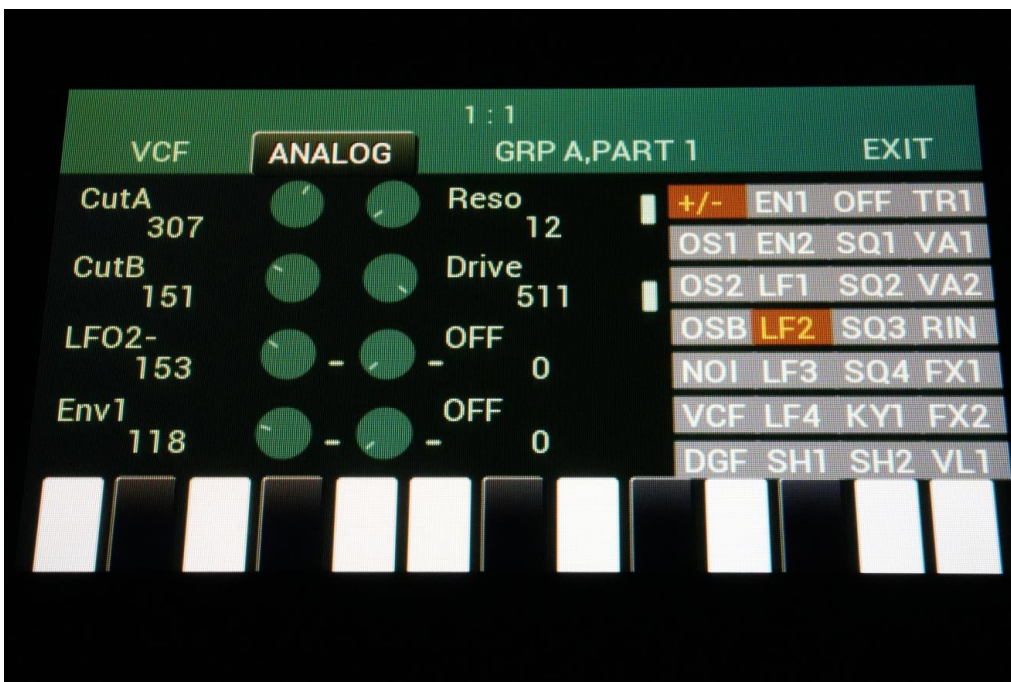 1 : 1
VCF ANALOG GRP A,PART 1 EXIT
CutA Reso
307 12
CutB Drive
151 511
LFO2- OFF
153 - - 0
Env1 OFF
118 - - 0
+/- EN1 OFF TR1
OS1 EN2 SQ1 VA1
OS2 LF1 SQ2 VA2
OSB LF2 SQ3 RIN
NOI LF3 SQ4 FX1
VCF LF4 KY1 FX2
DGF SH1 SH2 VL1